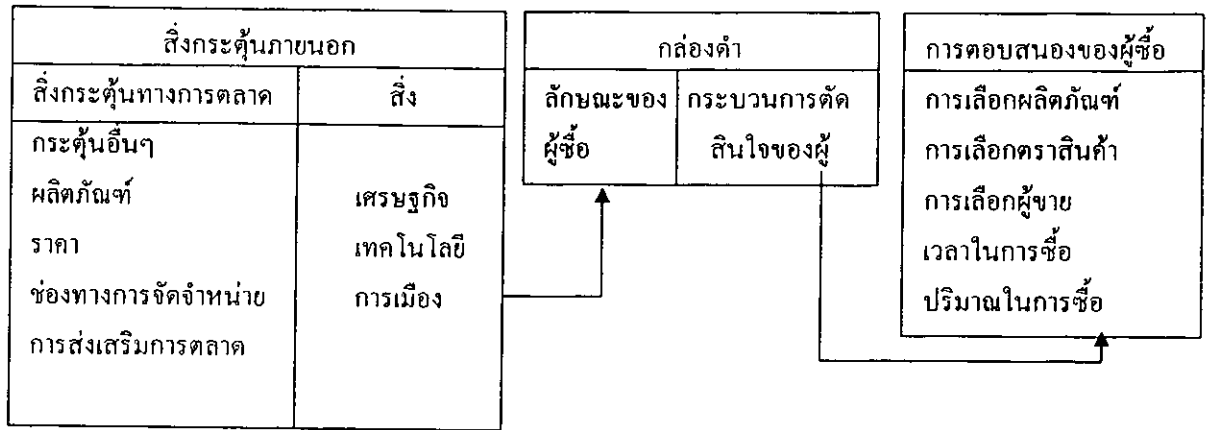 สิ่งกระตุ้นภายนอก
สิ่งกระตุ้นทางการตลาด
สิ่ง
กระตุ้นอื่นๆ
ผลิตภัณฑ์
เศรษฐกิจ
ราคา
เทคโนโลยี
ช่องทางการจัดจำหน่าย
การเมือง
การส่งเสริมการตลาด
กล่องดำ
ลักษณะของ
ผู้ซื้อ
กระบวนการตัด
สินใจของผู้
การตอบสนองของผู้ซื้อ
การเลือกผลิตภัณฑ์
การเลือกตราสินค้า
การเลือกผู้ขาย
เวลาในการซื้อ
ปริมาณในการซื้อ